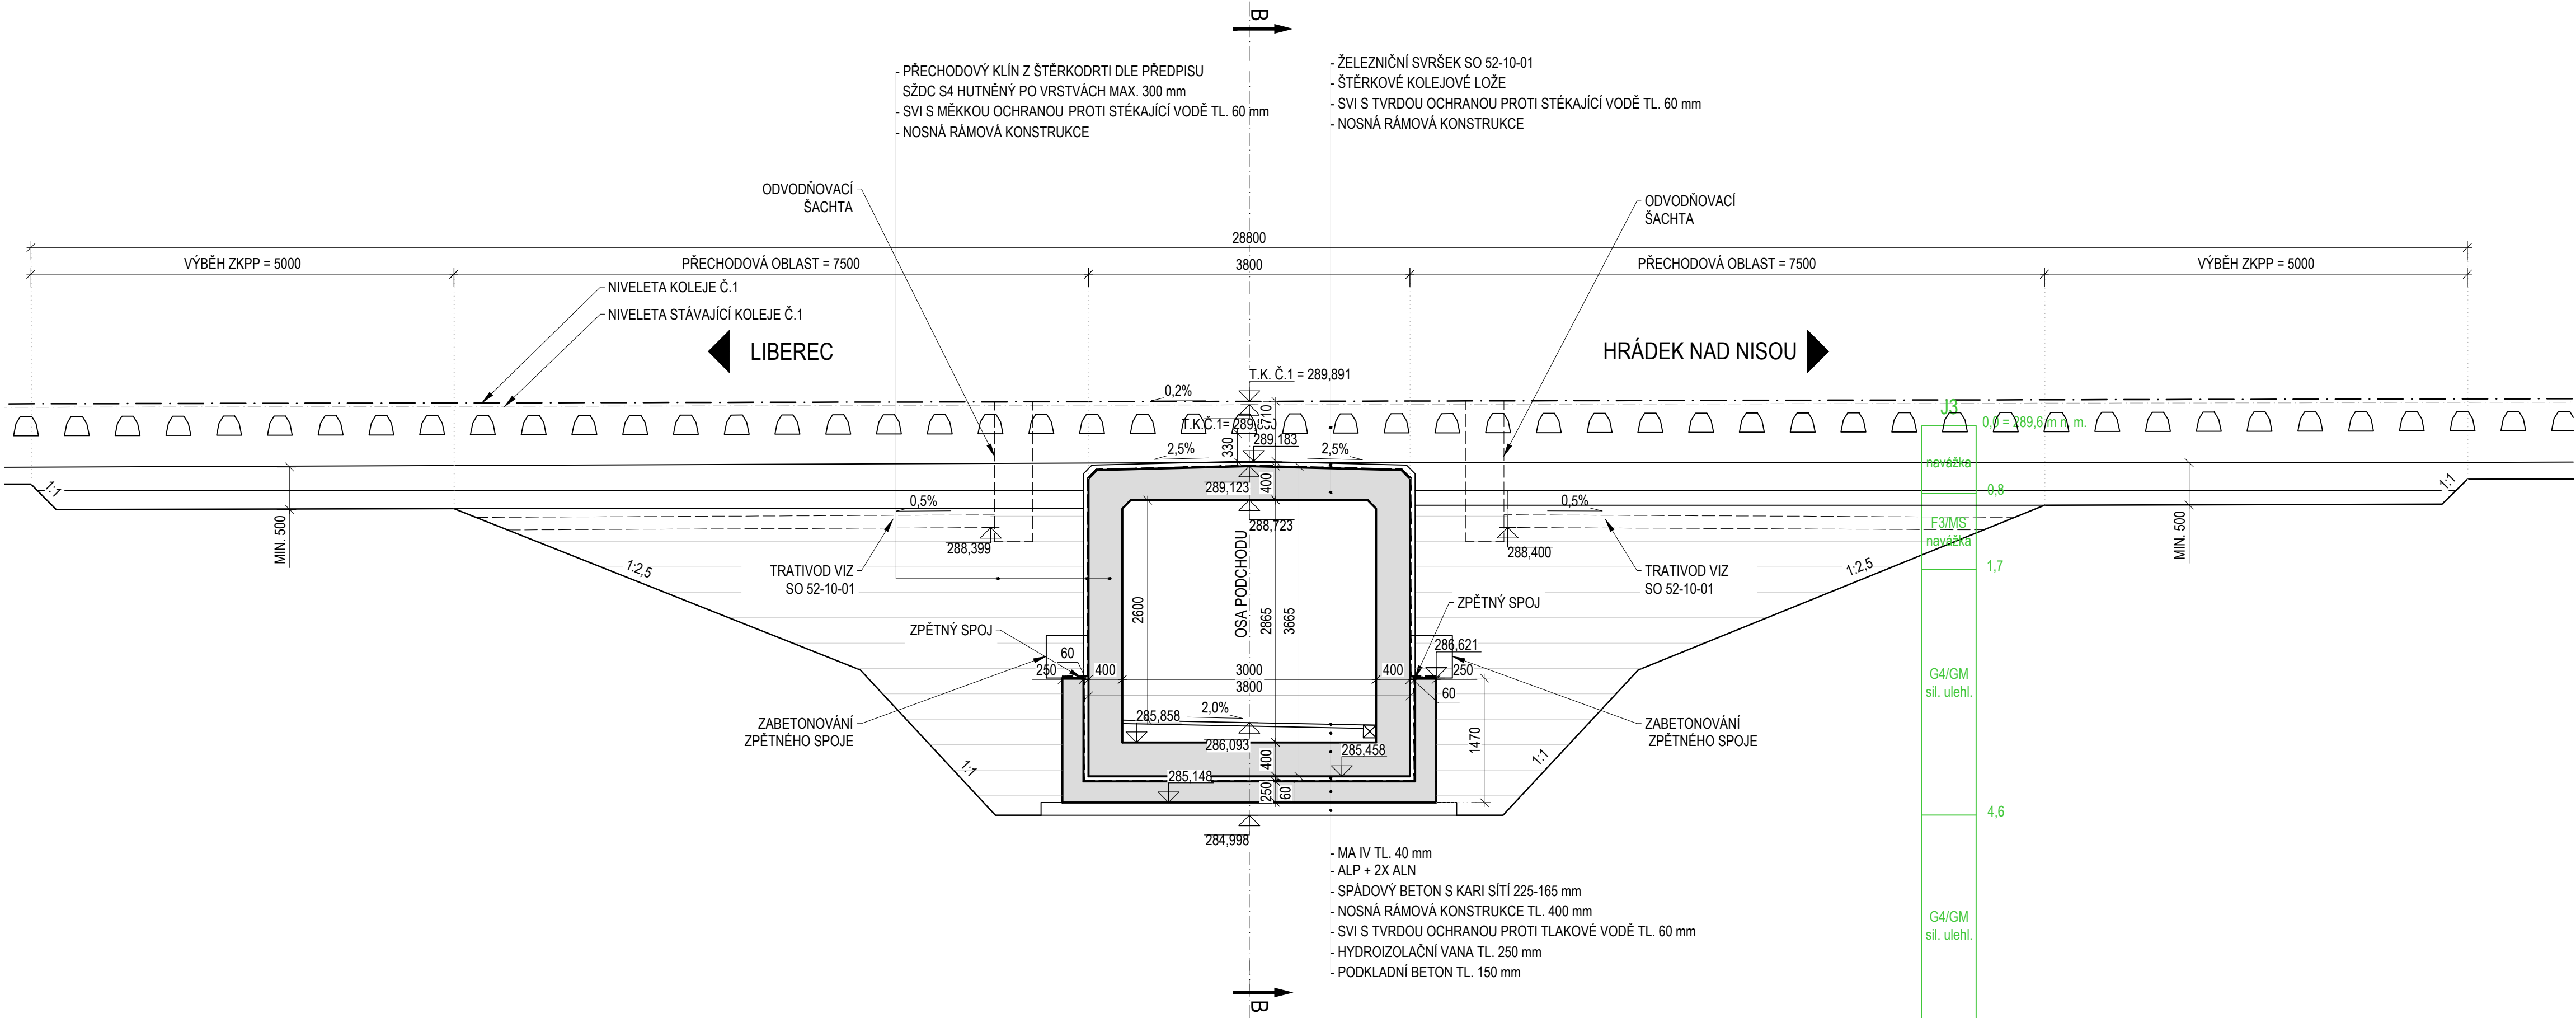 B
PŘECHODOVÝ KLÍN Z ŠTĚRKODRTI DLE PŘEDPISU
SŽDC S4 HUTNĚNÝ PO VRSTVÁCH MAX. 300 mm
SVI S MĚKKOU OCHRANOU PROTI STÉKAJÍCÍ VODĚ TL. 60 mm
NOSNÁ RÁMOVÁ KONSTRUKCE
ŽELEZNIČNÍ SVRŠEK SO 52-10-01
ŠTĚRKOVÉ KOLEJOVÉ LOŽE
SVI S TVRDOU OCHRANOU PROTI STÉKAJÍCÍ VODĚ TL. 60 mm
NOSNÁ RÁMOVÁ KONSTRUKCE
ODVODŇOVACÍ
ŠACHTA
ODVODŇOVACÍ
ŠACHTA
28800
VÝBĚH ZKPP = 5000
PŘECHODOVÁ OBLAST = 7500
3800
PŘECHODOVÁ OBLAST = 7500
VÝBĚH ZKPP = 5000
NIVELETA KOLEJE Č.1
NIVELETA STÁVAJÍCÍ KOLEJE Č.1
LIBEREC
HRÁDEK NAD NISOU
T.K. Č.1 = 289,891
0,2%
710
T.K.Č.1= 289,
330
289,183
2,5%
2,5%
J3
0,0 = 289,6 m n. m.
navážka
0,8
F3/MS
navážka
1,7
G4/GM
sil. ulehl.
4,6
G4/GM
sil. ulehl.
1:1
1:1
MIN. 500
MIN. 500
0,5%
0,5%
289,123
400
288,723
288,399
288,400
1:2,5
1:2,5
TRATIVOD VIZ
SO 52-10-01
TRATIVOD VIZ
SO 52-10-01
2600
OSA PODCHODU
2865
3665
ZPĚTNÝ SPOJ
ZPĚTNÝ SPOJ
286,621
60
250
400
3000
400
250
3800
60
285,858
2,0%
286,093
400
285,458
1470
ZABETONOVÁNÍ
ZPĚTNÉHO SPOJE
ZABETONOVÁNÍ
ZPĚTNÉHO SPOJE
1:1
1:1
285,148
250
60
284,998
MA IV TL. 40 mm
ALP + 2X ALN
SPÁDOVÝ BETON S KARI SÍTÍ 225-165 mm
NOSNÁ RÁMOVÁ KONSTRUKCE TL. 400 mm
SVI S TVRDOU OCHRANOU PROTI TLAKOVÉ VODĚ TL. 60 mm
HYDROIZOLAČNÍ VANA TL. 250 mm
PODKLADNÍ BETON TL. 150 mm
B